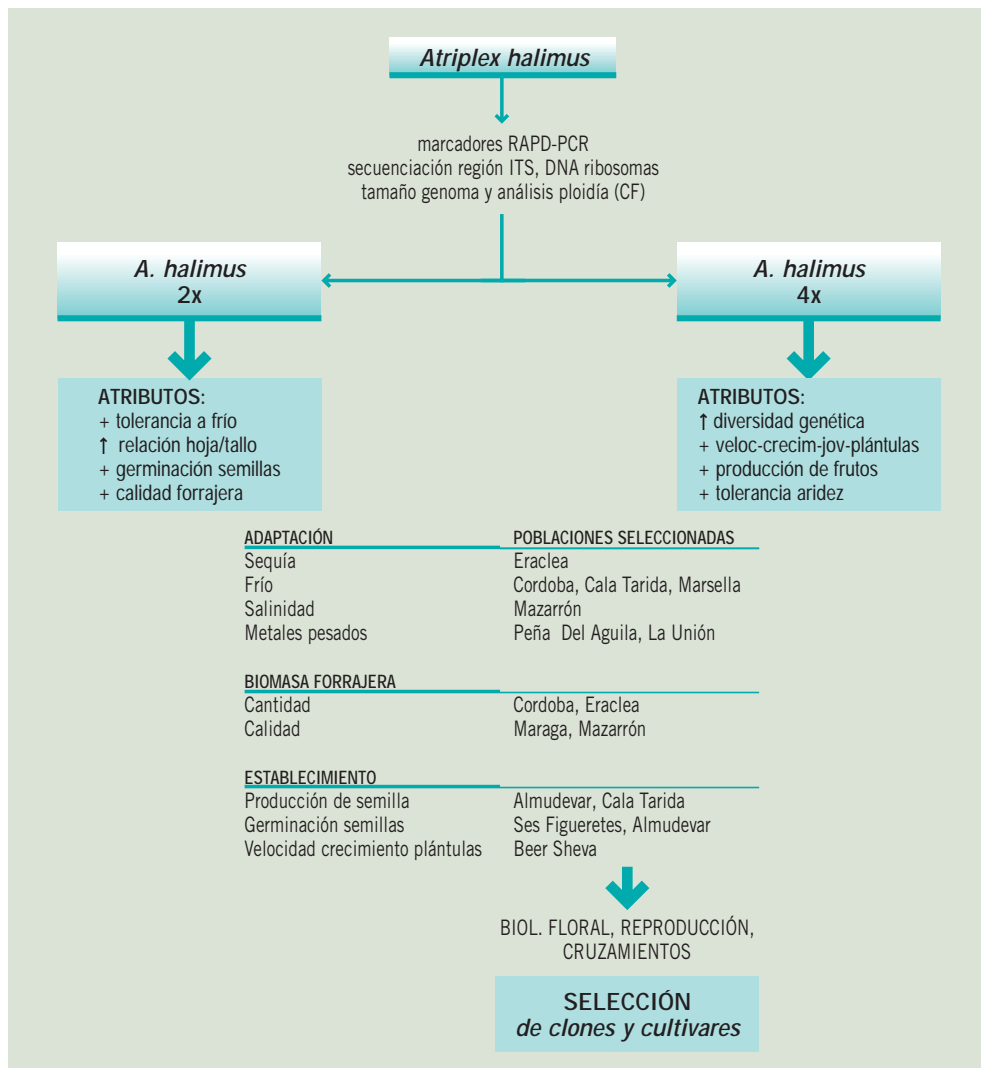 Atriplex halimus
marcadores RAPD-PCR
secuenciación región ITS, DNA ribosomas
tamaño genoma y análisis ploidía (CF)
A. halimus
2x
A. halimus
4x
ATRIBUTOS:
+ tolerancia a frío
↑ relación hoja/tallo
+ germinación semillas
+ calidad forrajera
ATRIBUTOS:
↑ diversidad genética
+ veloc-crecim-jov-plántulas
+ producción de frutos
+ tolerancia aridez
ADAPTACIÓN POBLACIONES SELECCIONADAS
Sequía Eraclea
Frío Cordoba, Cala Tarida, Marsella
Salinidad Mazarrón
Metales pesados Peña Del Aguila, La Unión
BIOMASA FORRAJERA
Cantidad Cordoba, Eraclea
Calidad Maraga, Mazarrón
ESTABLECIMIENTO
Producción de semilla Almudevar, Cala Tarida
Germinación semillas Ses Figueretes, Almudevar
Velocidad crecimiento plántulas Beer Sheva
BIOL. FLORAL, REPRODUCCIÓN,
CRUZAMIENTOS
SELECCIÓN
de clones y cultivares